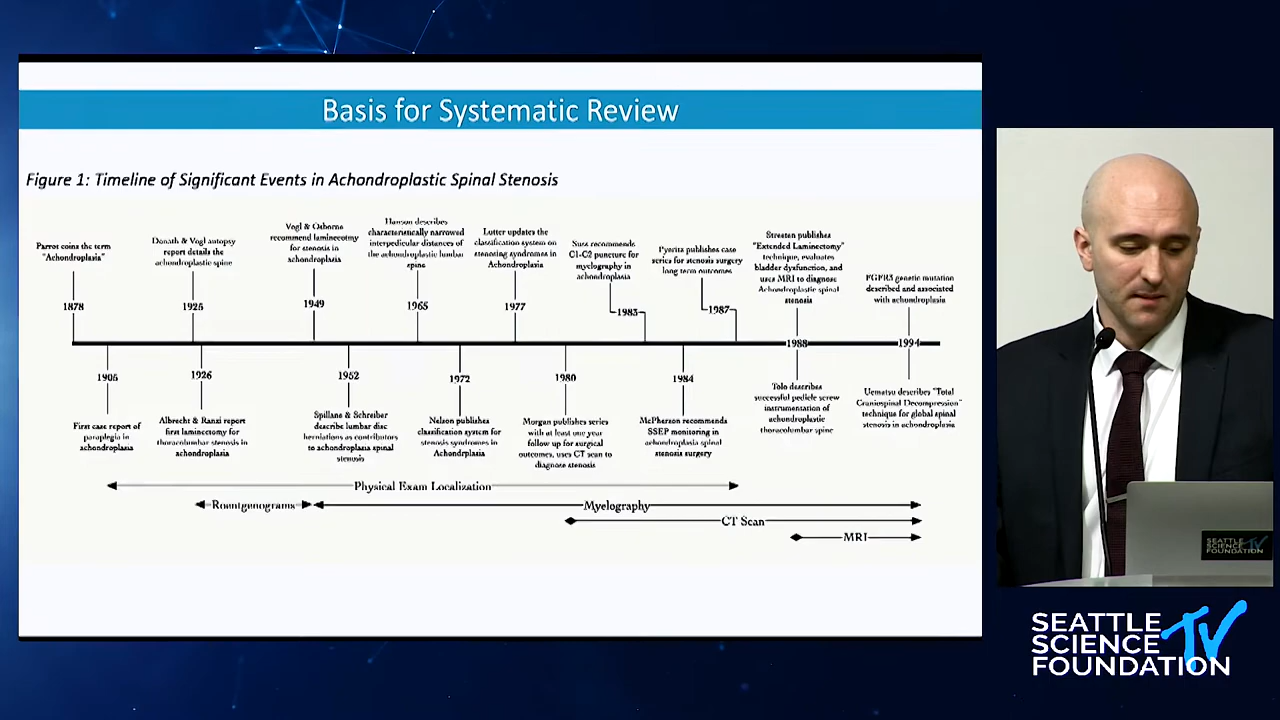 Basis for Systematic Review
Figure 1: Timeline of Significant Events in Achondroplastic Spinal Stenosis
Parrot coins the term
"Achondroplasia"
1878
Donath & Vogl autopsy
report details the
achondroplastic spine
1925
Vogl & Osborne
recommend laminecotmy
for stenosis in
achondroplasia
1949
Hanson describes
characteristically narrowed
interpedicular distances of
the achondroplastic lumbar
spine
1965
Lutter updates the
classification system on
stenosing syndromes in
Achondroplasia
1977
Suss recommends
C1-C2 puncture for
myelography in
achondroplasia
1983
Pyeritz publishes case
series for stenosis surgery
long term outcomes
1987
Streeten publishes
"Extended Laminectomy"
technique, evaluates
bladder dysfunction, and
uses MRI to diagnose
Achondroplastic spinal
stenosis
1988
FGFR3 genetic mutation
described and associated
with achondroplasia
1994
1905
First case report of
paraplegia in
achondroplasia
1926
Albrecht & Ranzi report
first laminectomy for
thoracolumbar stenosis in
achondroplasia
1952
Spillane & Schreiber
describe lumbar disc
herniations as contributors
to achondroplasia spinal
stenosis
1972
Nelson publishes
classification system for
stenosis syndromes in
Achondrplasia
1980
Morgan publishes series
with at least one year
follow up for surgical
outcomes, uses CT scan to
diagnose stenosis
1984
McPherson recommends
SSEP monitoring in
achondroplasia spinal
stenosis surgery
Tolo describes
successful pedicle screw
instrumentation of
achondroplastic
thoracolumbar spine
Uematsu describes "Total
Craniospinal Decompression"
technique for global spinal
stenosis in achondroplasia
Physical Exam Localization
Roentgenograms
Myelography
CT Scan
MRI
SEATTLE
SCIENCE TV
FOUNDATION
SEATTLE
SCIENCE TV
FOUNDATION